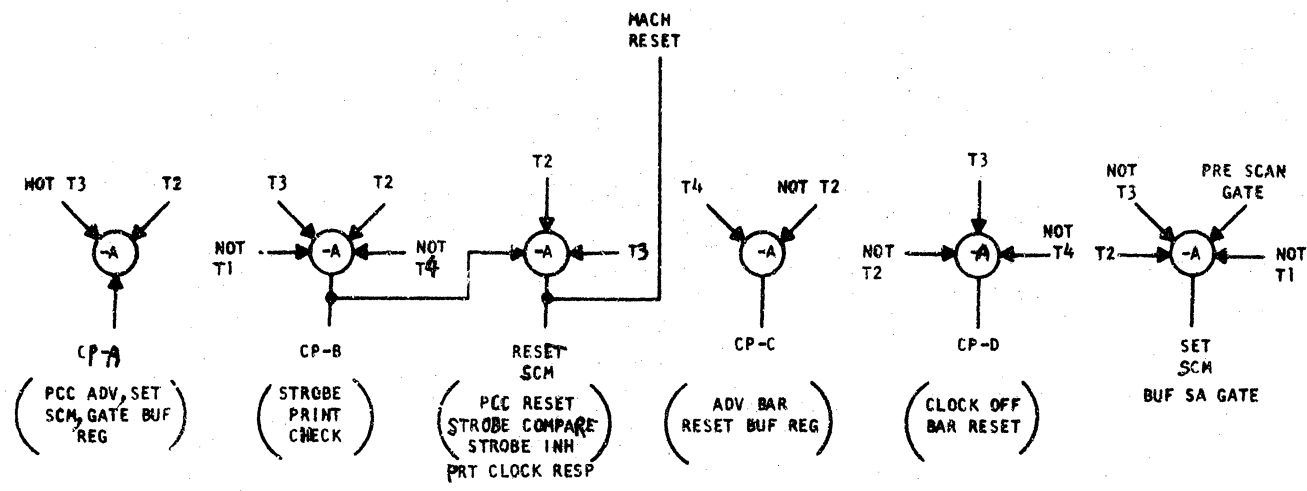 MACH
RESET
NOT T3
T2
-A
CP-A
( PCC ADV, SET
SCM, GATE BUF
REG )
T3
T2
NOT
T1
-A
NOT
T4
CP-B
( STROBE
PRINT
CHECK )
T2
-A
T3
RESET
SCM
( PCC RESET
STROBE COMPARE
STROBE INH )
PRT CLOCK RESP
T4
NOT T2
-A
CP-C
( ADV BAR
RESET BUF REG )
T3
NOT
T2
-A
NOT
T4
CP-D
( CLOCK OFF
BAR RESET )
NOT
T3
PRE SCAN
GATE
T2
-A
NOT
T1
SET
SCM
BUF SA GATE